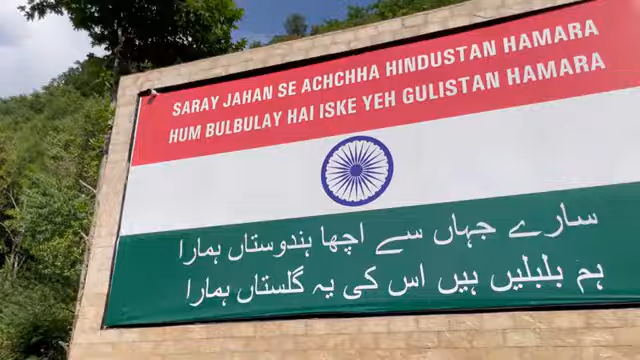 SARAY JAHAN SE ACHCHHA HINDUSTAN HAMARA
HUM BULBULAY HAI ISKE YEH GULISTAN HAMARA
سارے جہاں سے اچھا ہندوستاں ہمارا
ہم بلبلیں ہیں اس کی یہ گلستاں ہمارا